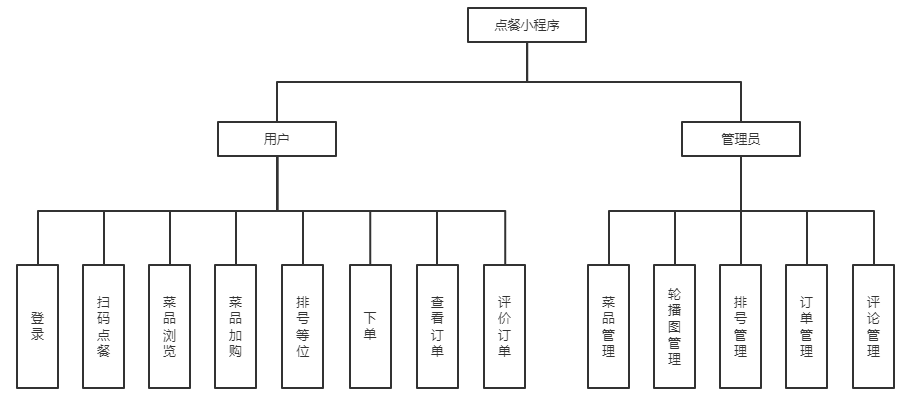 点餐小程序
用户
管理员
登录
扫码点餐
菜品浏览
菜品加购
排号等位
下单
查看订单
评价订单
菜品管理
轮播图管理
排号管理
订单管理
评论管理